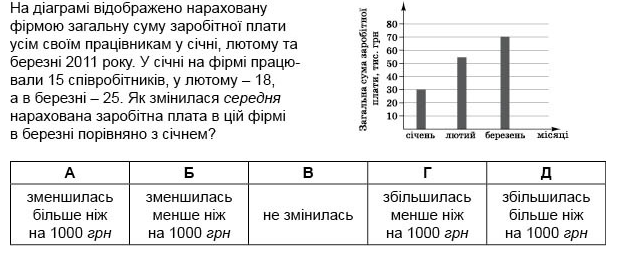 На діаграмі відображено нараховану
фірмою загальну суму заробітної плати
усім своїм працівникам у січні, лютому та
березні 2011 року. У січні на фірмі працю-
вали 15 співробітників, у лютому – 18,
а в березні – 25. Як змінилася середня
нарахована заробітна плата в цій фірмі
в березні порівняно з січнем?
Загальна сума заробітної
плати, тис. грн
80
70
60
50
40
30
20
10
січень лютий березень місяці
А Б В Г Д
зменшилась
більше ніж
на 1000 грн
зменшилась
менше ніж
на 1000 грн
не змінилась
збільшилась
менше ніж
на 1000 грн
збільшилась
більше ніж
на 1000 грн